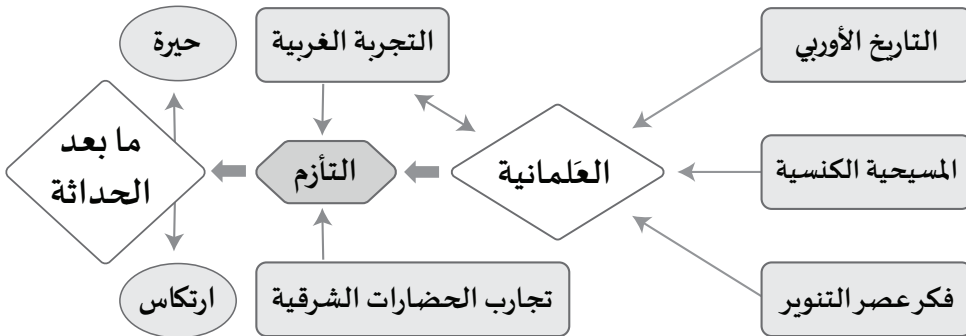 التاريخ الأوربي
التجربة الغربية
حيرة
المسيحية الكنسية
العَلمانية
التأزم
ما بعد
الحداثة
فكر عصر التنوير
تجارب الحضارات الشرقية
ارتكاس